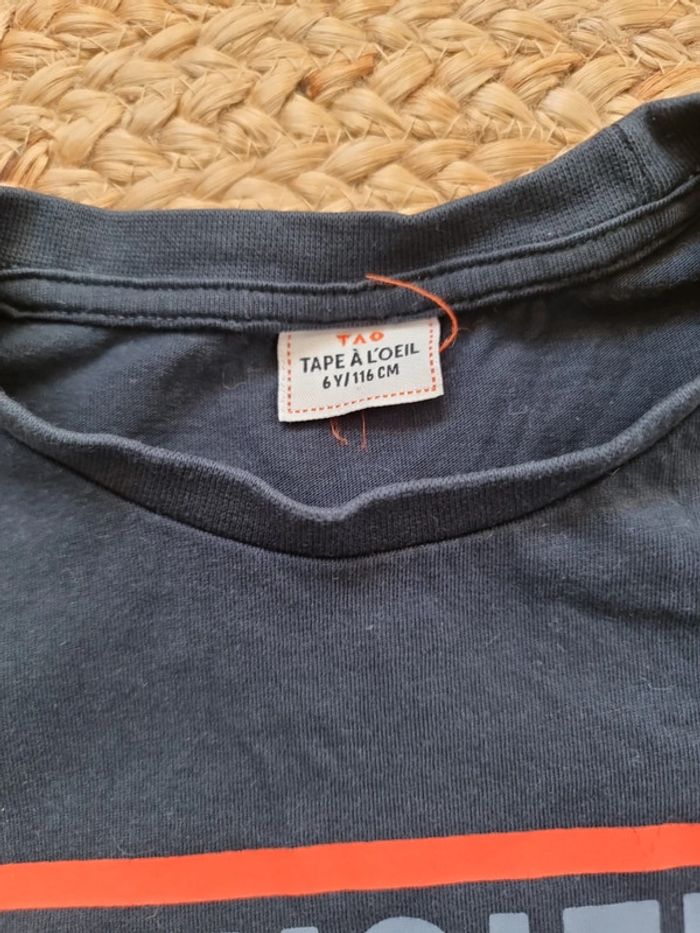 TAO
TAPE À L'OEIL
6Y/116 CM